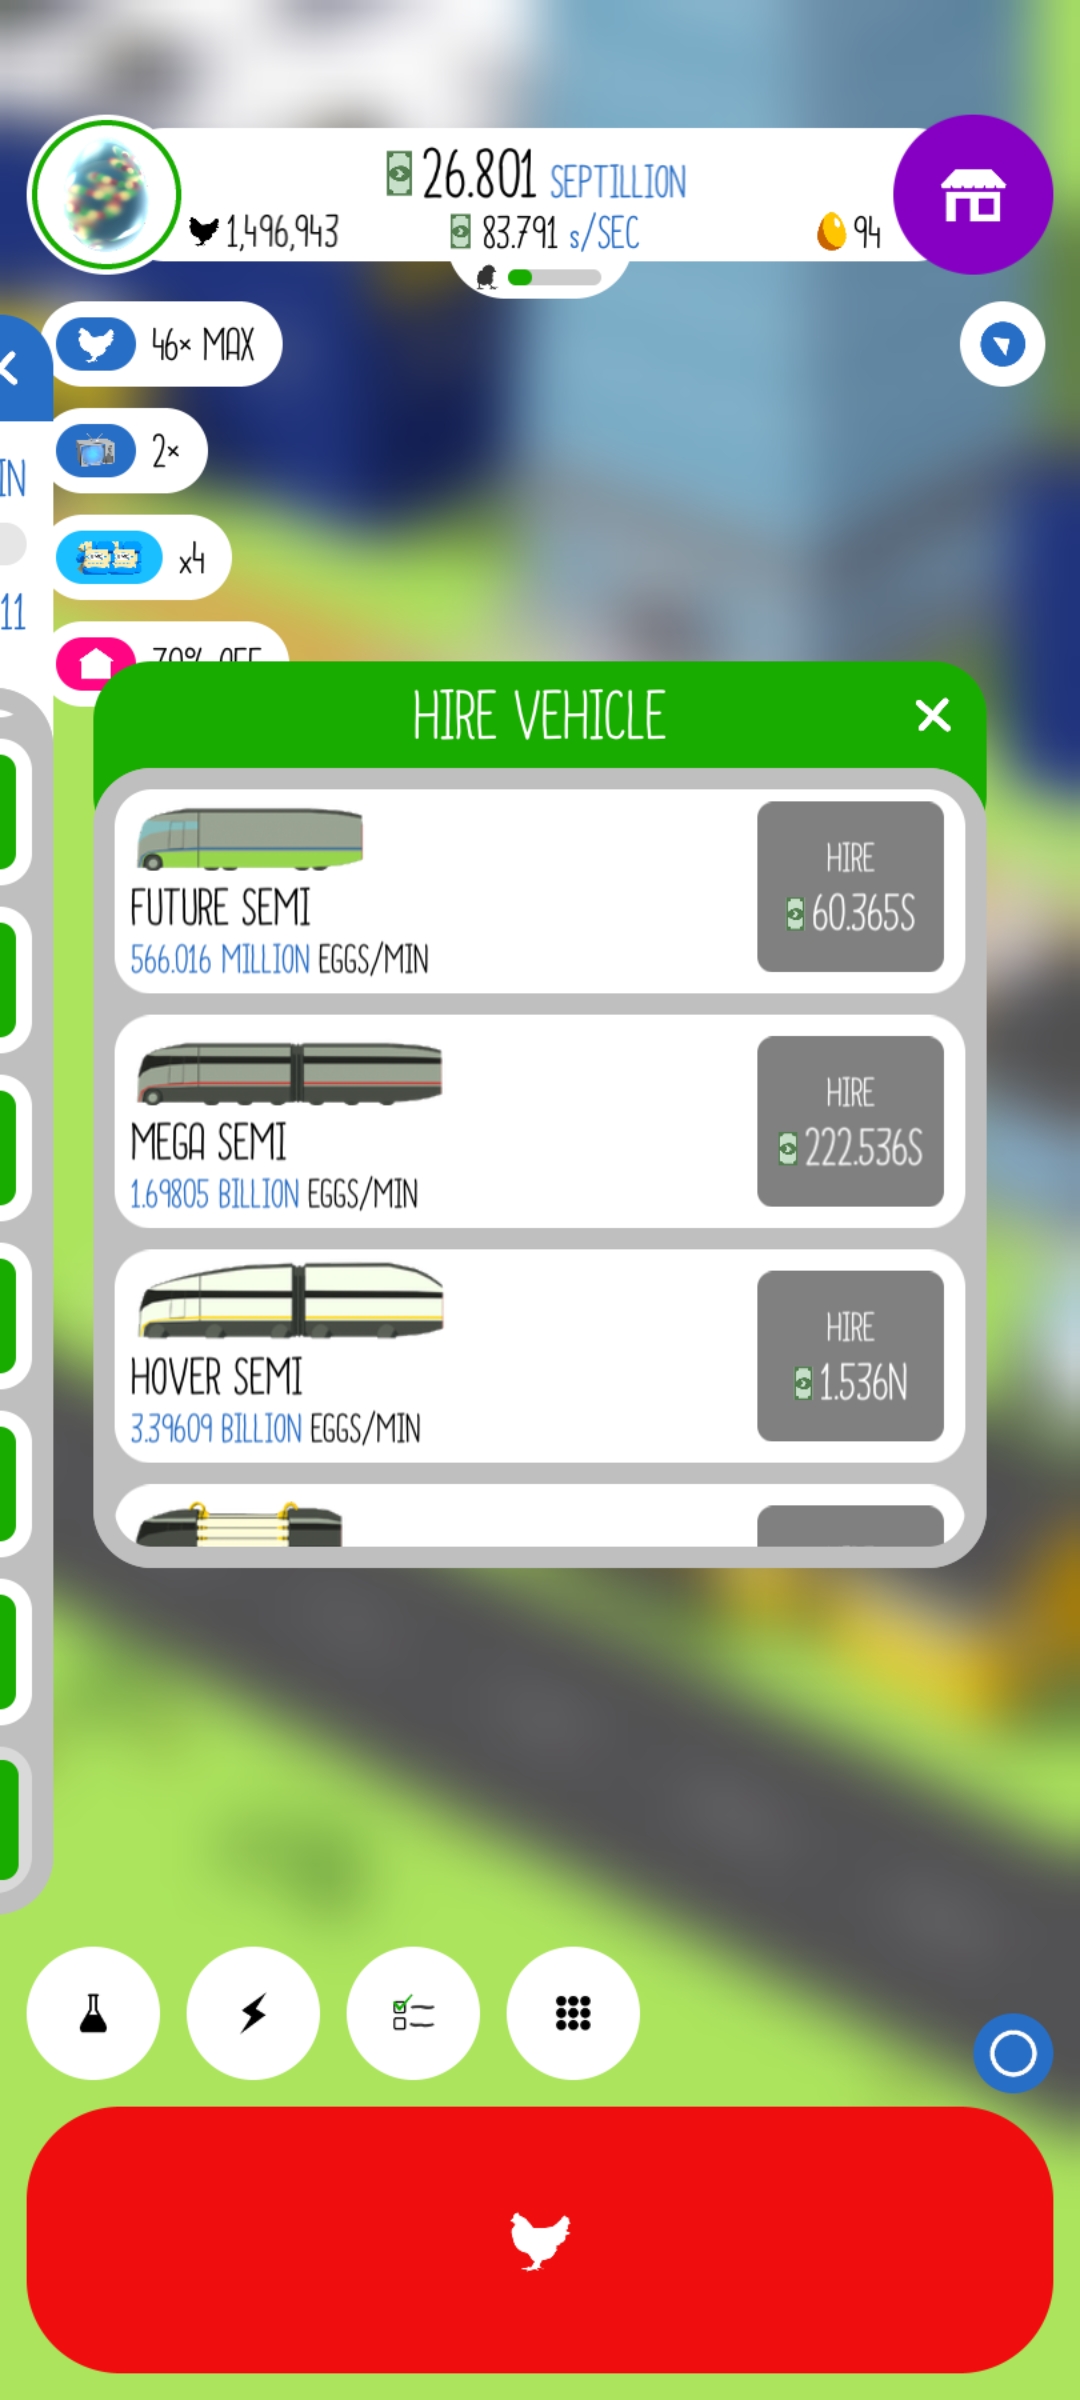 26.801 SEPTILLION
1,496,943
83.791 s/SEC
94
46× MAX
2×
IN
x4
11
70% OFF
HIRE VEHICLE
FUTURE SEMI
566.016 MILLION EGGS/MIN
HIRE
60.365S
MEGA SEMI
1.69805 BILLION EGGS/MIN
HIRE
222.536S
HOVER SEMI
3.39609 BILLION EGGS/MIN
HIRE
1.536N